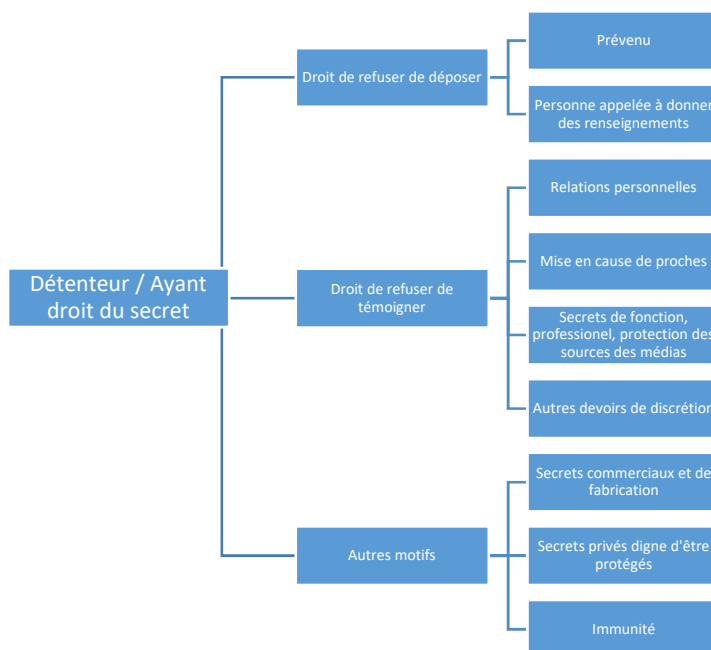 Détenteur / Ayant
droit du secret
Droit de refuser de déposer
Prévenu
Personne appelée à donner
des renseignements
Droit de refuser de
témoigner
Relations personnelles
Mise en cause de proches
Secrets de fonction,
professionel, protection des
sources des médias
Autres devoirs de discrétion
Autres motifs
Secrets commerciaux et de
fabrication
Secrets privés digne d'être
protégés
Immunité